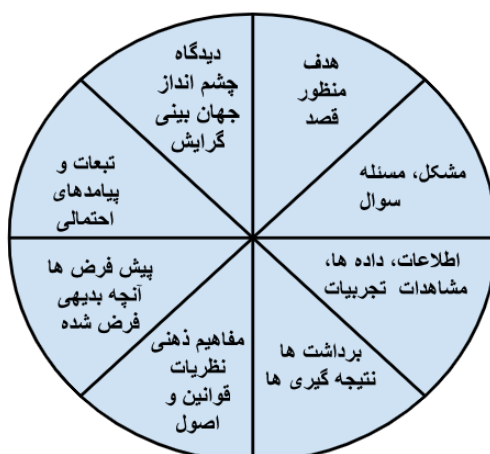 هدف
منظور
قصد
مشکل، مسئله
سوال
اطلاعات، داده ها،
مشاهدات تجربیات
برداشت ها
نتیجه گیری ها
مفاهیم ذهنی
نظریات
قوانین و
اصول
پیش فرض ها
آنچه بدیهی
فرض شده
تبعات و
پیامدهای
احتمالی
دیدگاه
چشم انداز
جهان بینی
گرایش